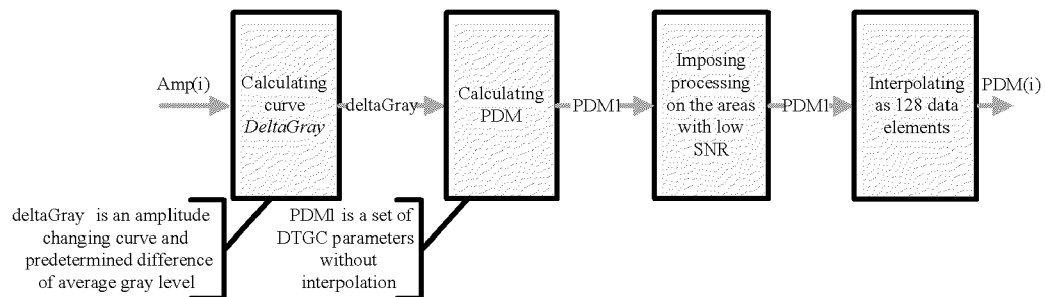 Amp(i)
Calculating
curve
DeltaGray
deltaGray
Calculating
PDM
PDM1
Imposing
processing
on the areas
with low
SNR
PDM1
Interpolating
as 128 data
elements
PDM(i)
deltaGray is an amplitude
changing curve and
predetermined difference
of average gray level
PDM1 is a set of
DTGC parameters
without
interpolation